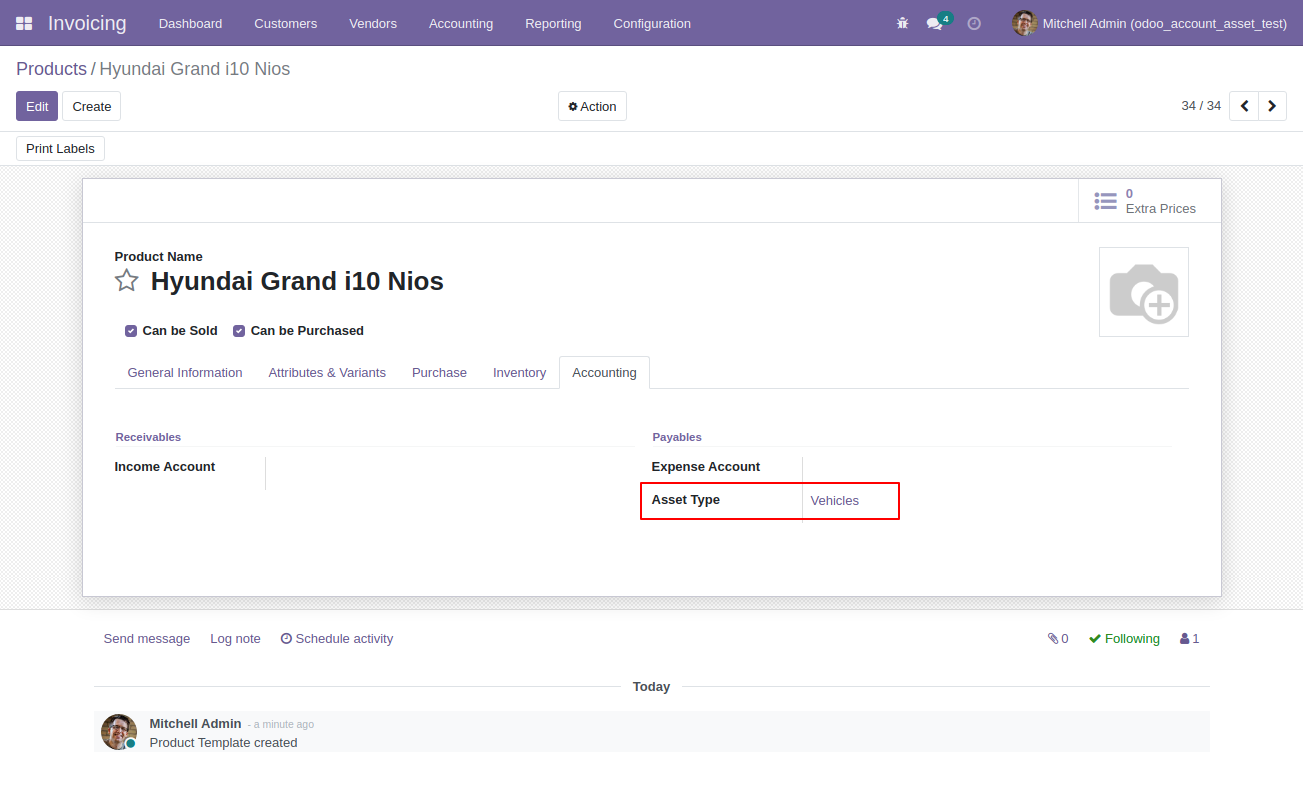 Invoicing Dashboard Customers Vendors Accounting Reporting Configuration 4 Mitchell Admin (odoo_account_asset_test)
Products / Hyundai Grand i10 Nios
Edit Create Action 34 / 34
Print Labels
0
Extra Prices
Product Name
Hyundai Grand i10 Nios
Can be Sold Can be Purchased
General Information Attributes & Variants Purchase Inventory Accounting
Receivables Payables
Income Account Expense Account
Asset Type Vehicles
Send message Log note Schedule activity 0 Following 1
Today
Mitchell Admin - a minute ago
Product Template created